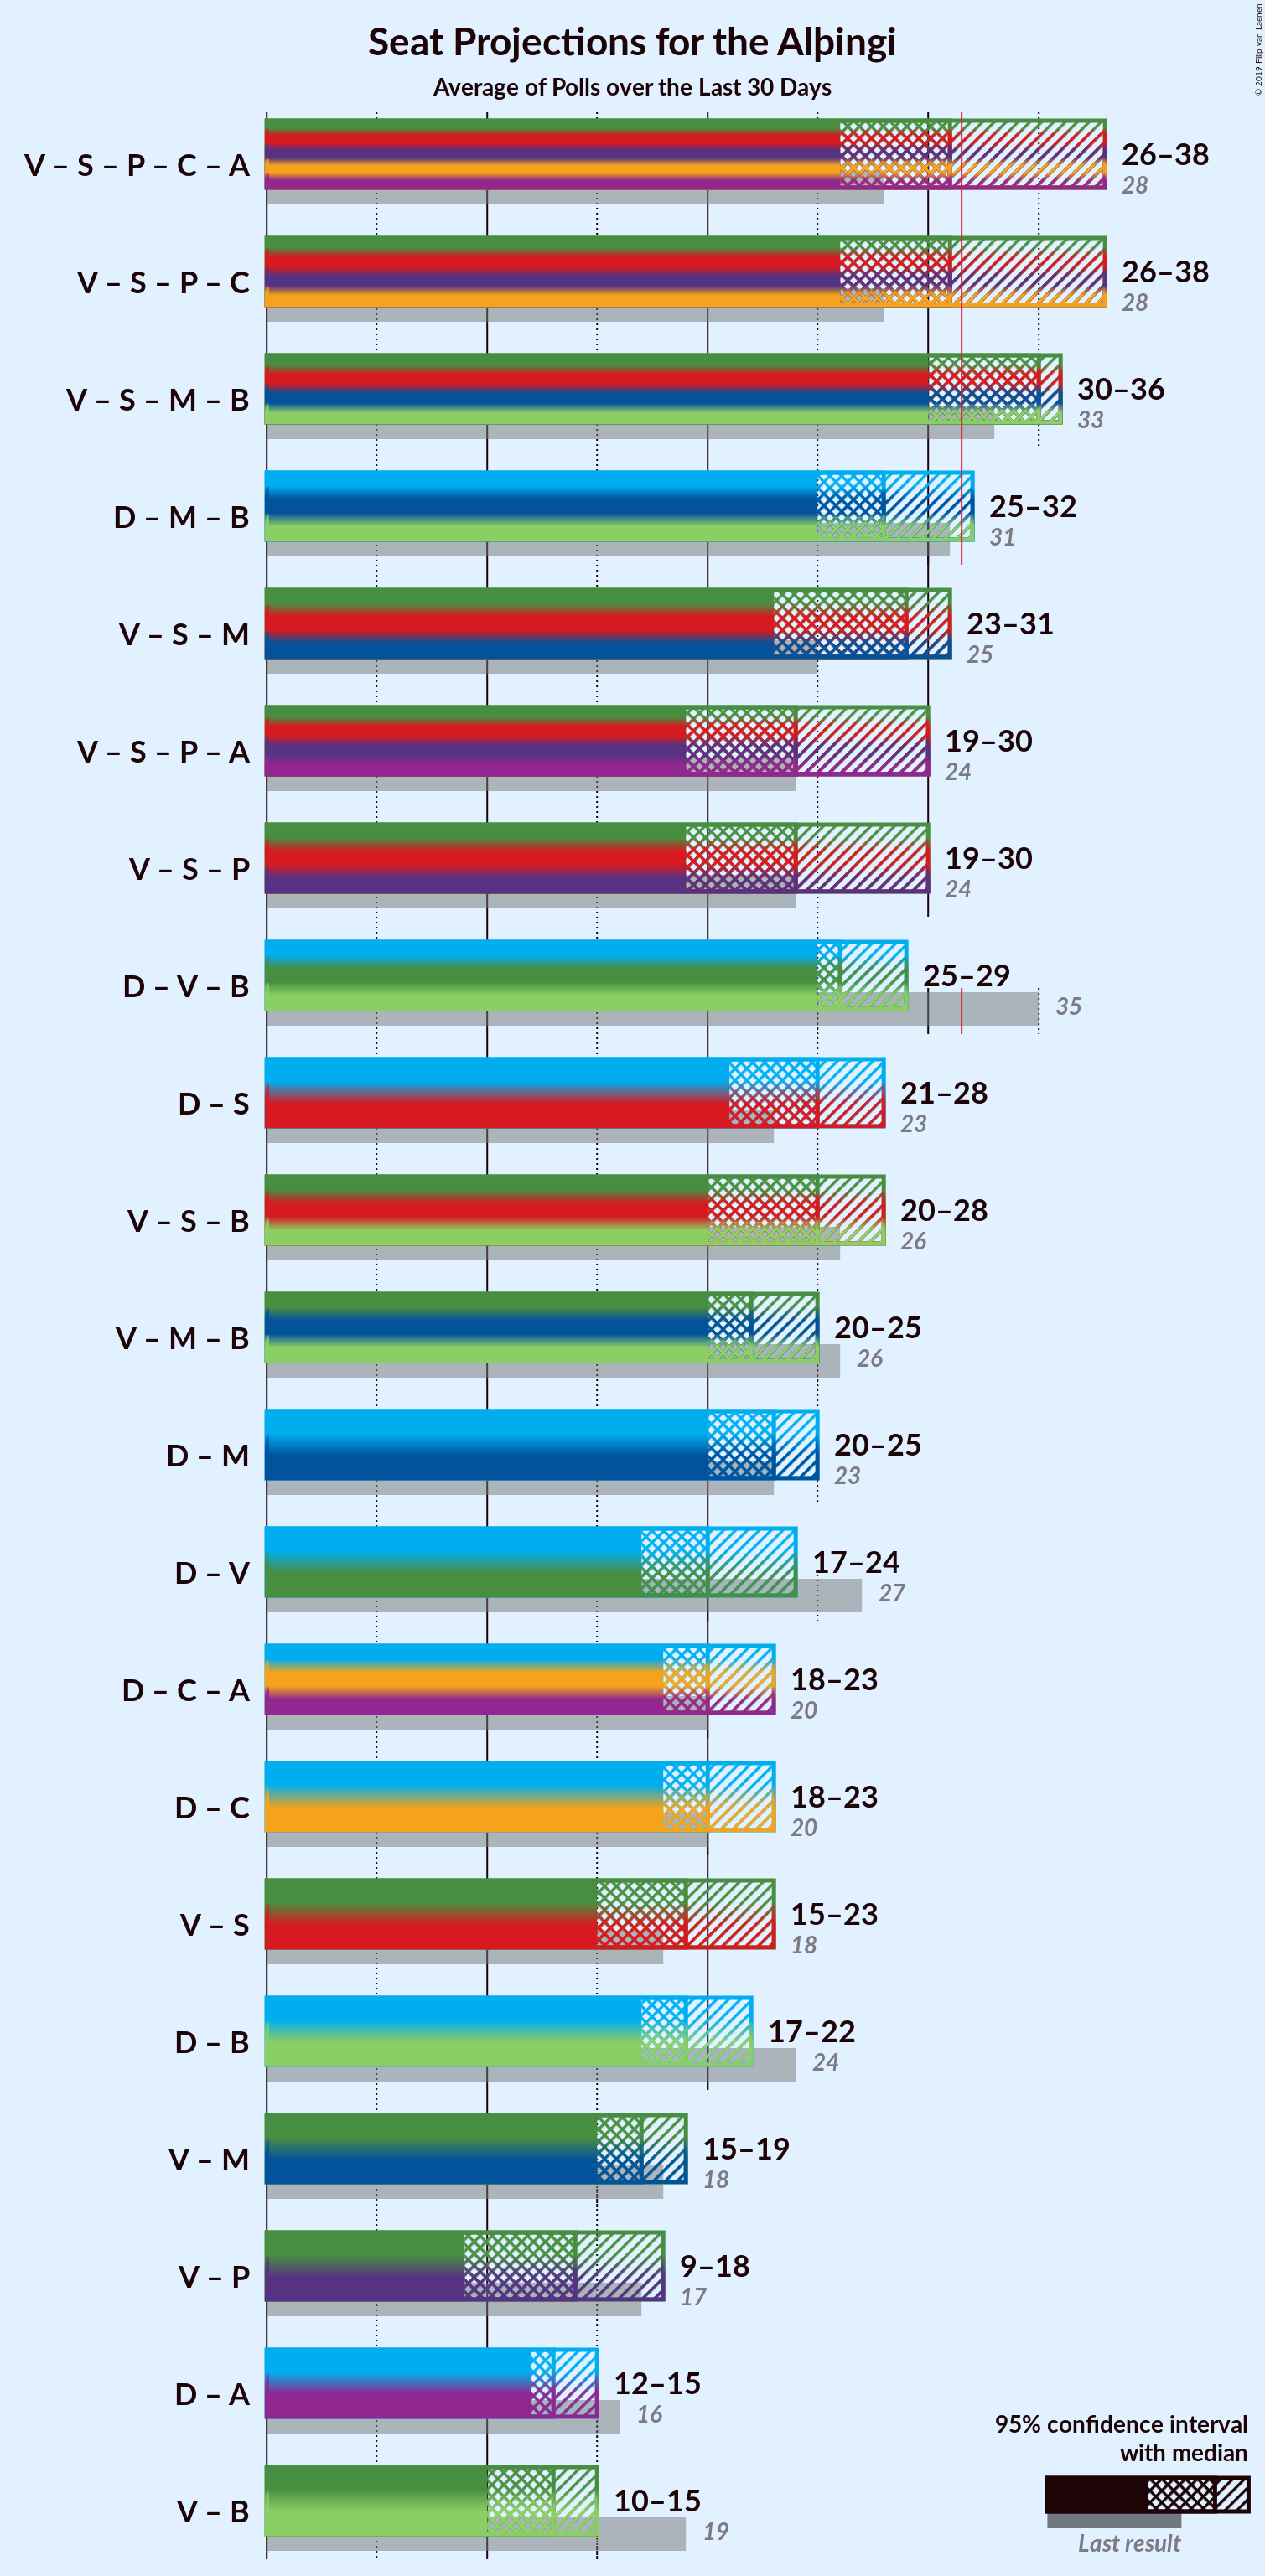 © 2019 Filip van Laenen
Seat Projections for the Alþingi
Average of Polls over the Last 30 Days
V – S – P – C – A
26–38
28
V – S – P – C
26–38
28
V – S – M – B
30–36
33
D – M – B
25–32
31
V – S – M
23–31
25
V – S – P – A
19–30
24
V – S – P
19–30
24
D – V – B
25–29
35
D – S
21–28
23
V – S – B
20–28
26
V – M – B
20–25
26
D – M
20–25
23
D – V
17–24
27
D – C – A
18–23
20
D – C
18–23
20
V – S
15–23
18
D – B
17–22
24
V – M
15–19
18
V – P
9–18
17
D – A
12–15
16
V – B
10–15
19
95% confidence interval
with median
Last result